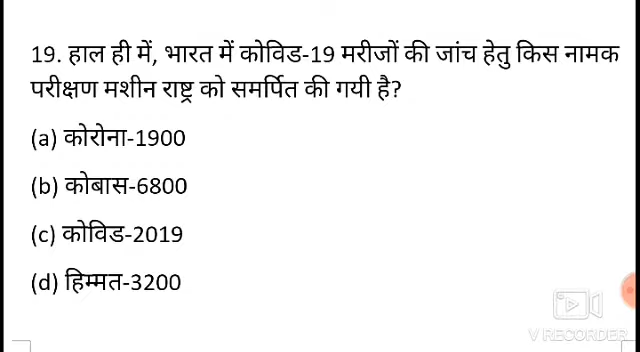 19. हाल ही में, भारत में कोविड-19 मरीजों की जांच हेतु किस नामक
परीक्षण मशीन राष्ट्र को समर्पित की गयी है?
(a) कोरोना-1900
(b) कोबास-6800
(c) कोविड-2019
(d) हिम्मत-3200
V RECORDER